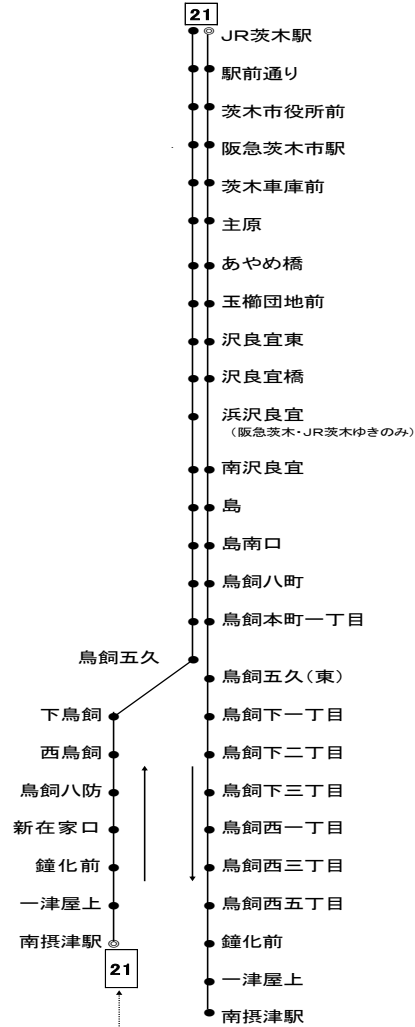 21
JR茨木駅
駅前通り
茨木市役所前
阪急茨木市駅
茨木車庫前
主原
あやめ橋
玉櫛団地前
沢良宜東
沢良宜橋
浜沢良宜
（阪急茨木・JR茨木ゆきのみ）
南沢良宜
島
島南口
鳥飼八町
鳥飼本町一丁目
鳥飼五久
下鳥飼
西鳥飼
鳥飼八防
新在家口
鐘化前
一津屋上
南摂津駅
21
鳥飼五久（東）
鳥飼下一丁目
鳥飼下二丁目
鳥飼下三丁目
鳥飼西一丁目
鳥飼西三丁目
鳥飼西五丁目
鐘化前
一津屋上
南摂津駅